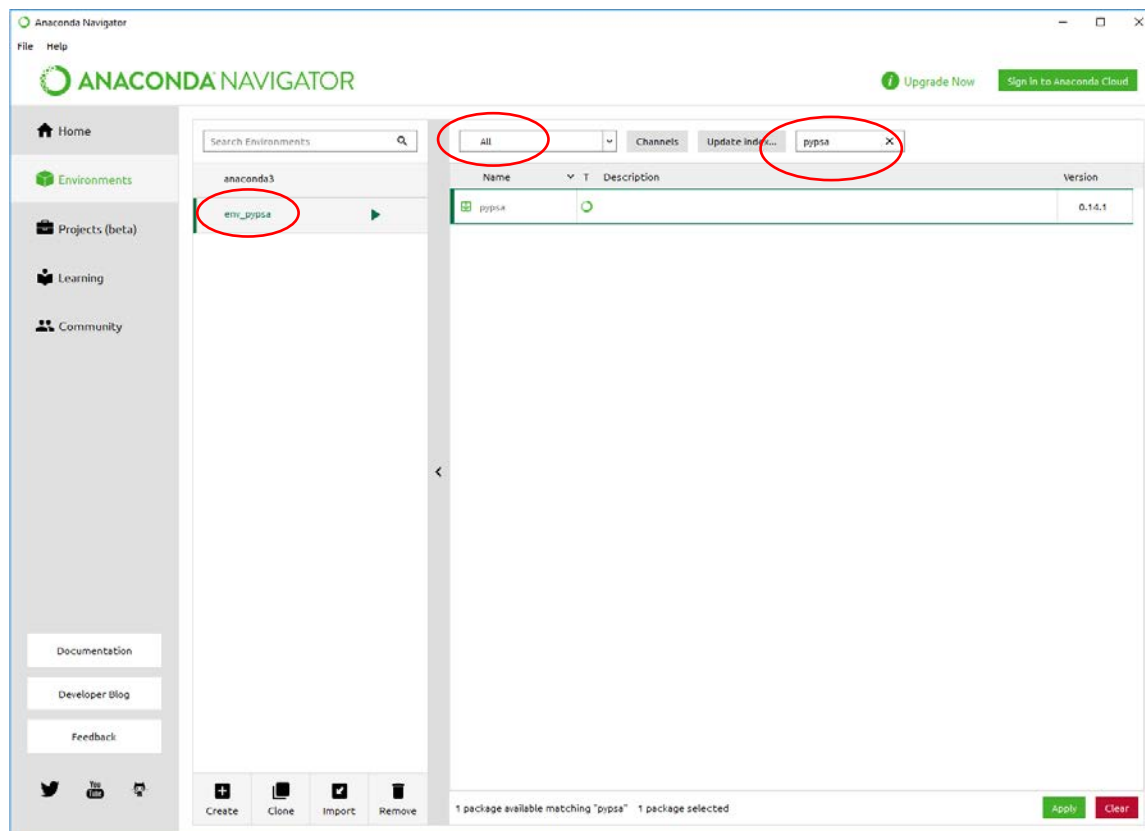 Anaconda Navigator
File Help
ANACONDA NAVIGATOR
Upgrade Now
Sign in to Anaconda Cloud
Home
Environments
Projects (beta)
Learning
Community
Documentation
Developer Blog
Feedback
You Tube
Search Environments
anaconda3
env_pypsa
Create Clone Import Remove
All Channels Update index... pypsa
Name T Description Version
pypsa 0.14.1
1 package available matching "pypsa" 1 package selected
Apply Clear